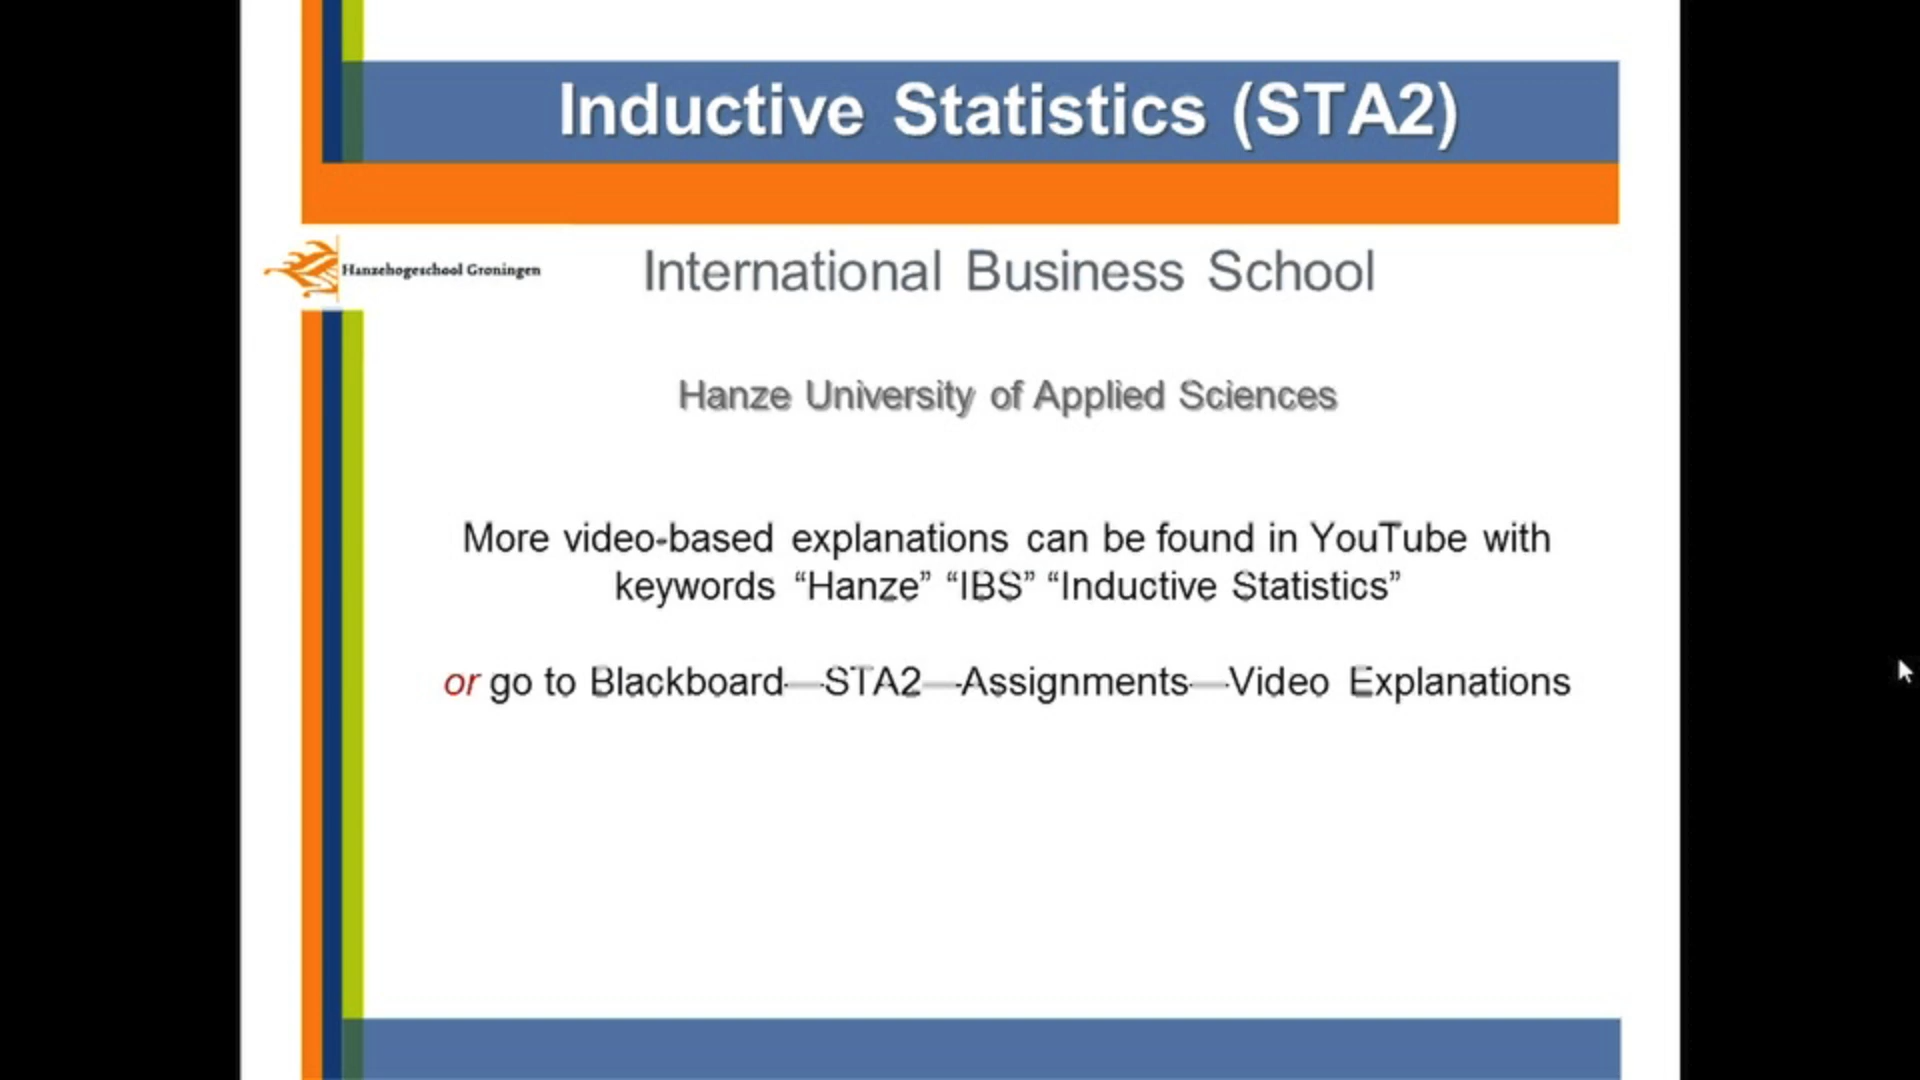 Inductive Statistics (STA2)
Hanzehogeschool Groningen
International Business School
Hanze University of Applied Sciences
More video-based explanations can be found in YouTube with
keywords “Hanze” “IBS” “Inductive Statistics”
or go to Blackboard—STA2—Assignments—Video Explanations